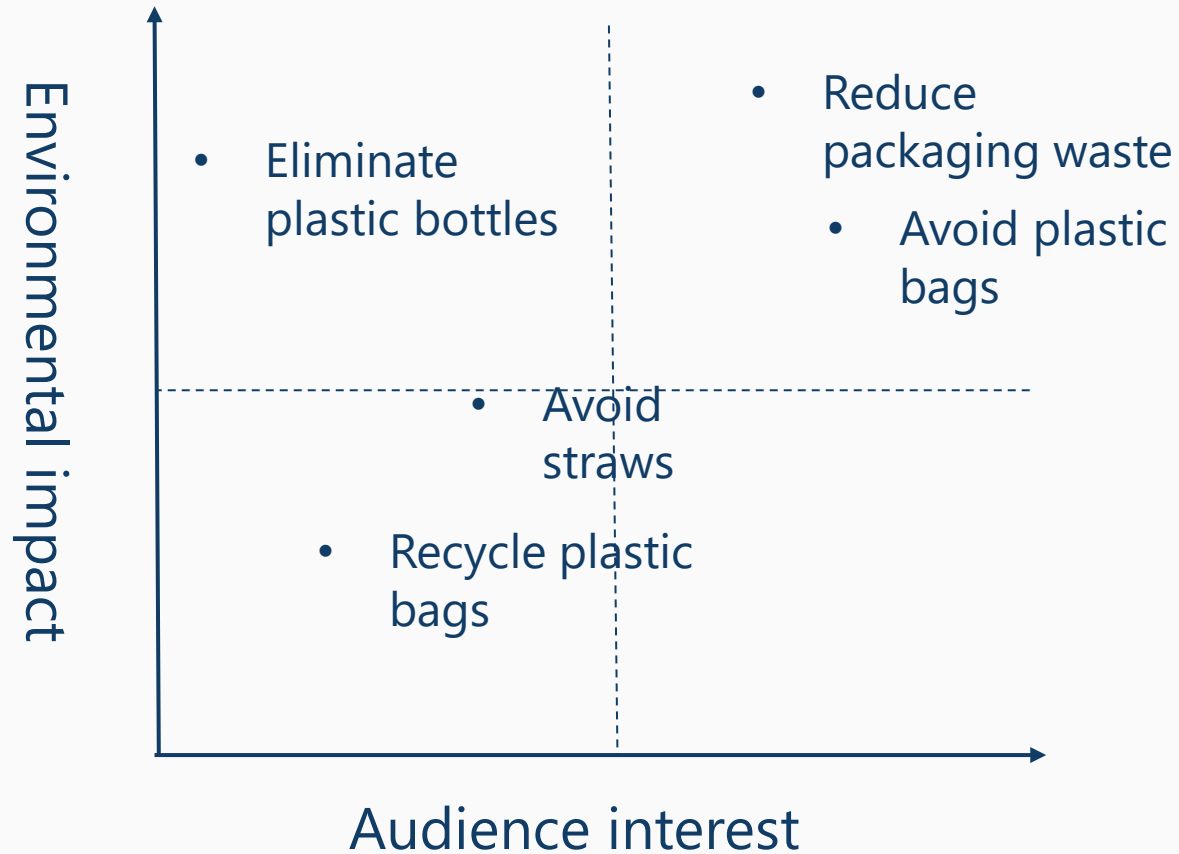 Environmental impact
• Reduce
packaging waste
• Eliminate
plastic bottles
• Avoid plastic
bags
• Avoid
straws
• Recycle plastic
bags
Audience interest